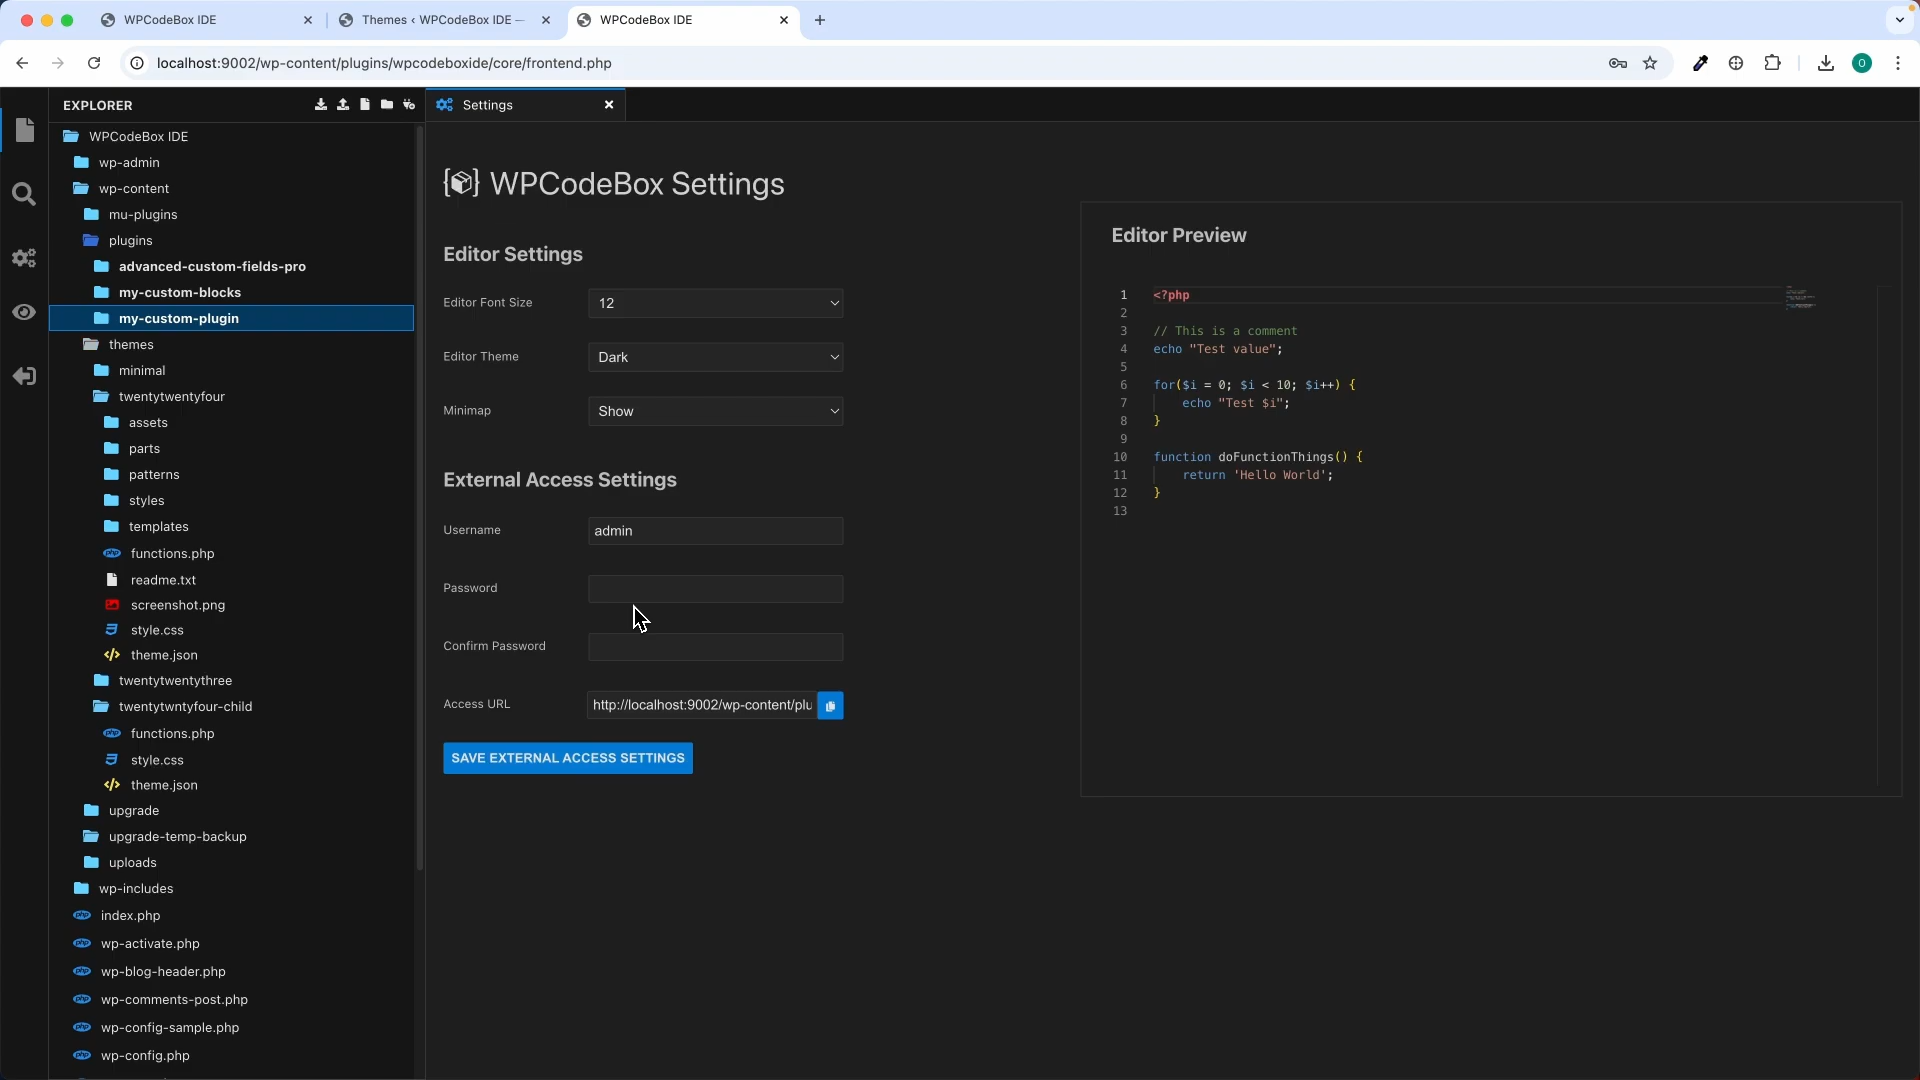 WPCodeBox IDE
Themes ‹ WPCodeBox IDE —
WPCodeBox IDE
localhost:9002/wp-content/plugins/wpcodeboxide/core/frontend.php
O
EXPLORER
WPCodeBox IDE
wp-admin
wp-content
mu-plugins
plugins
advanced-custom-fields-pro
my-custom-blocks
my-custom-plugin
themes
minimal
twentytwentyfour
assets
parts
patterns
styles
templates
php functions.php
readme.txt
screenshot.png
style.css
theme.json
twentytwentythree
twentytwntyfour-child
php functions.php
style.css
theme.json
upgrade
upgrade-temp-backup
uploads
wp-includes
php index.php
php wp-activate.php
php wp-blog-header.php
php wp-comments-post.php
php wp-config-sample.php
php wp-config.php
Settings
WPCodeBox Settings
Editor Settings
Editor Font Size
12
Editor Theme
Dark
Minimap
Show
External Access Settings
Username
admin
Password
Confirm Password
Access URL
http://localhost:9002/wp-content/plu
SAVE EXTERNAL ACCESS SETTINGS
Editor Preview
1 <?php
2
3 // This is a comment
4 echo "Test value";
5
6 for($i = 0; $i < 10; $i++) {
7 echo "Test $i";
8 }
9
10 function doFunctionThings() {
11 return 'Hello World';
12 }
13